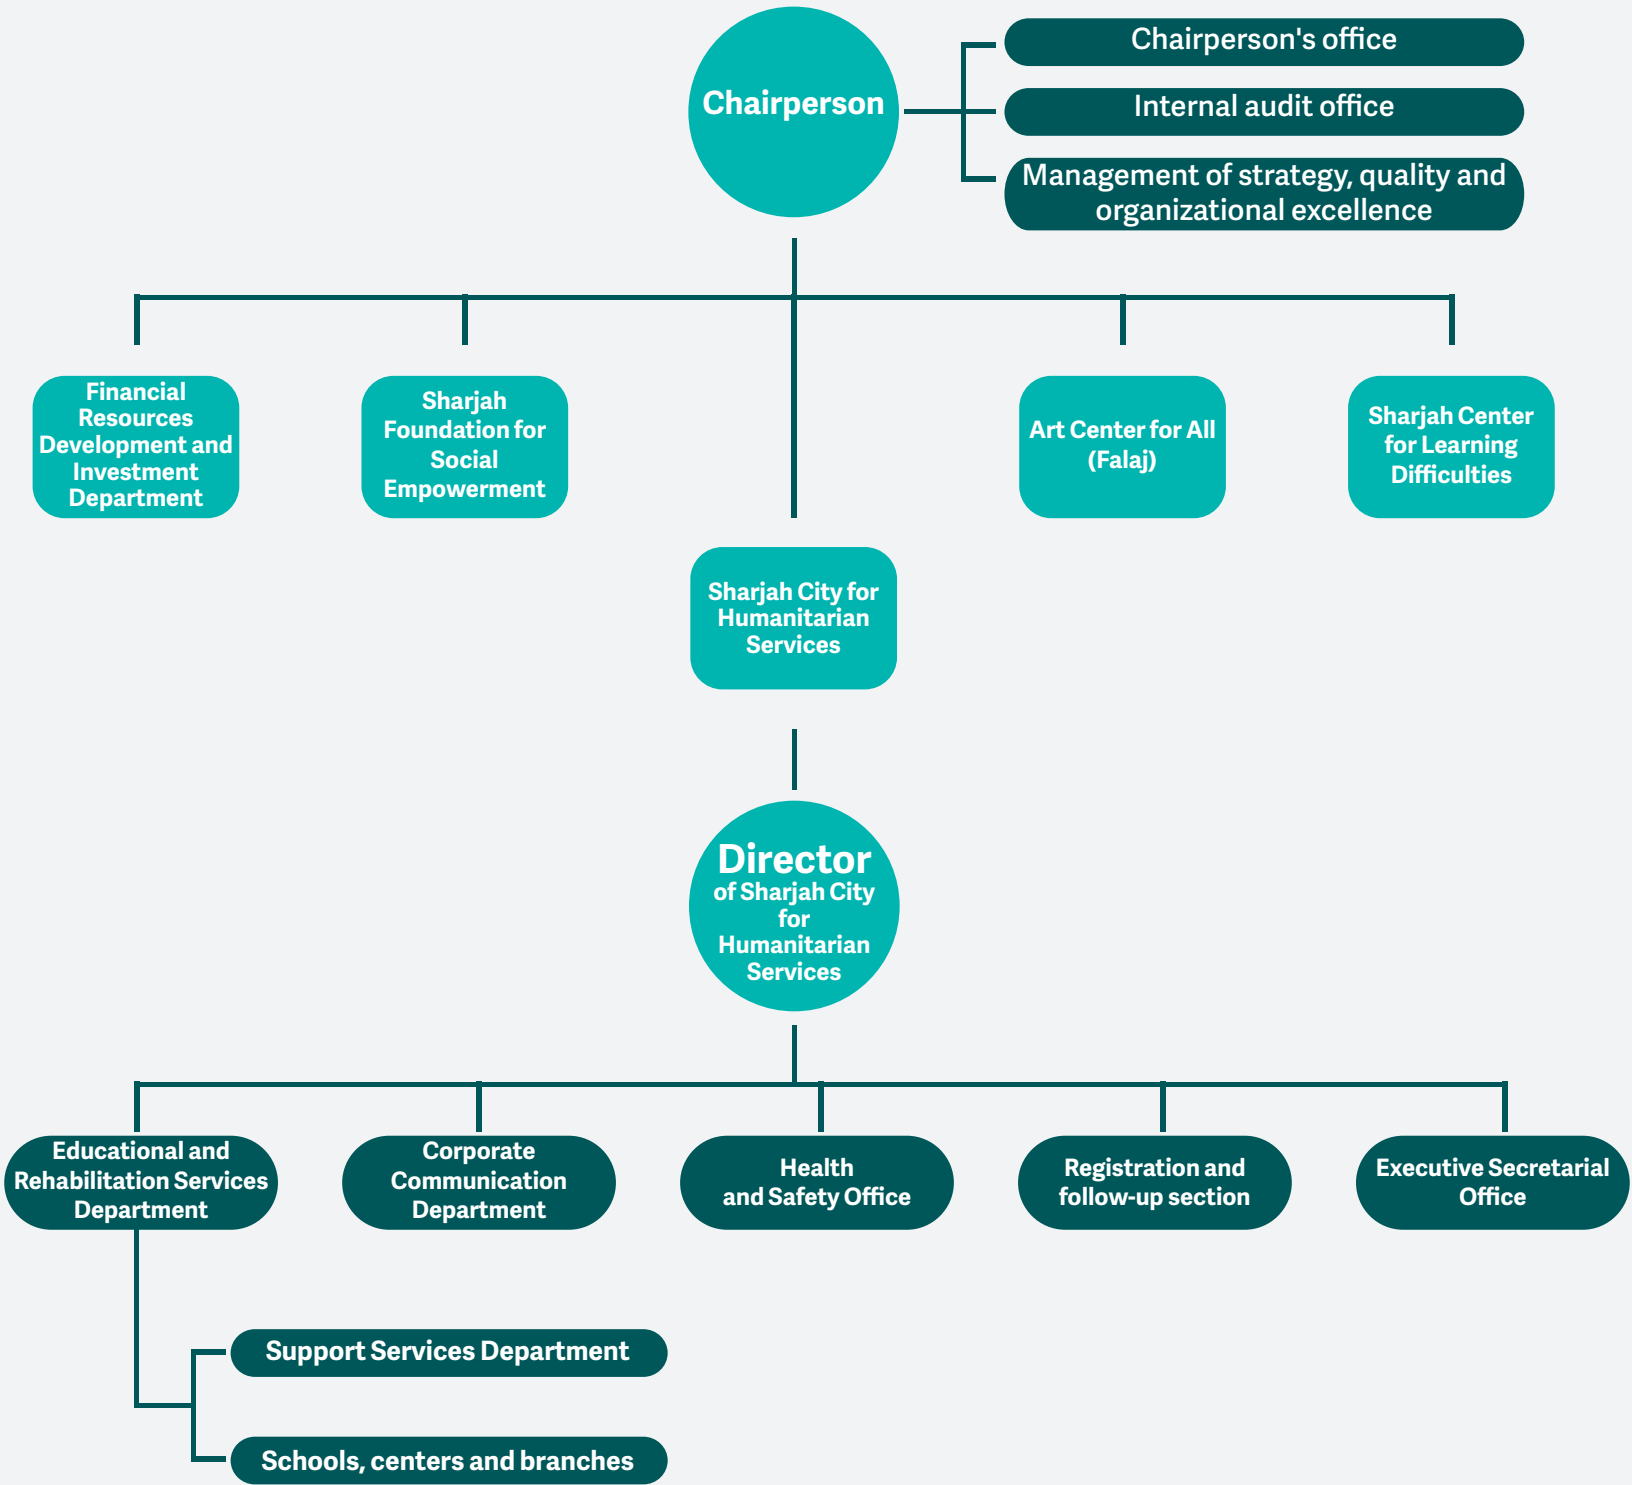 Chairperson
Chairperson's office
Internal audit office
Management of strategy, quality and
organizational excellence
Financial
Resources
Development and
Investment
Department
Sharjah
Foundation for
Social
Empowerment
Art Center for All
(Falaj)
Sharjah Center
for Learning
Difficulties
Sharjah City for
Humanitarian
Services
Director
of Sharjah City
for
Humanitarian
Services
Educational and
Rehabilitation Services
Department
Corporate
Communication
Department
Health
and Safety Office
Registration and
follow-up section
Executive Secretarial
Office
Support Services Department
Schools, centers and branches